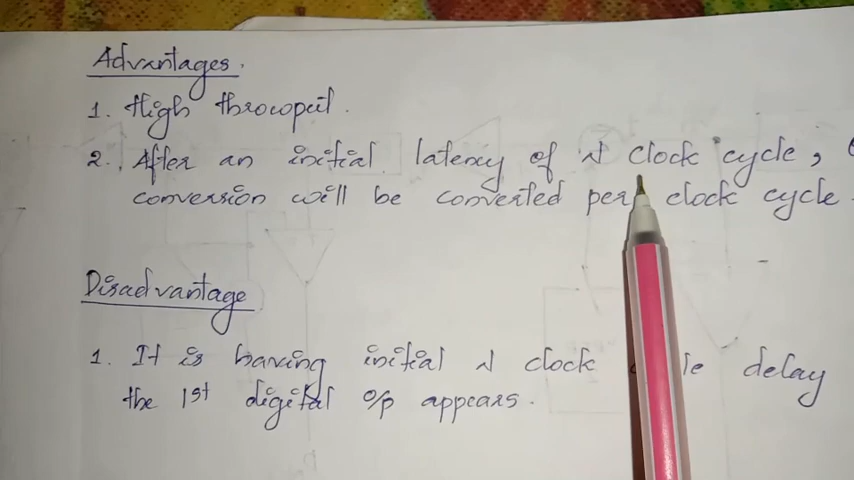 Advantages.
1. High throughput.
2. After an initial latency of N clock cycle,
conversion will be converted per clock cycle.
Disadvantage
1. It is having initial N clock delay
the 1st digital o/p appears.